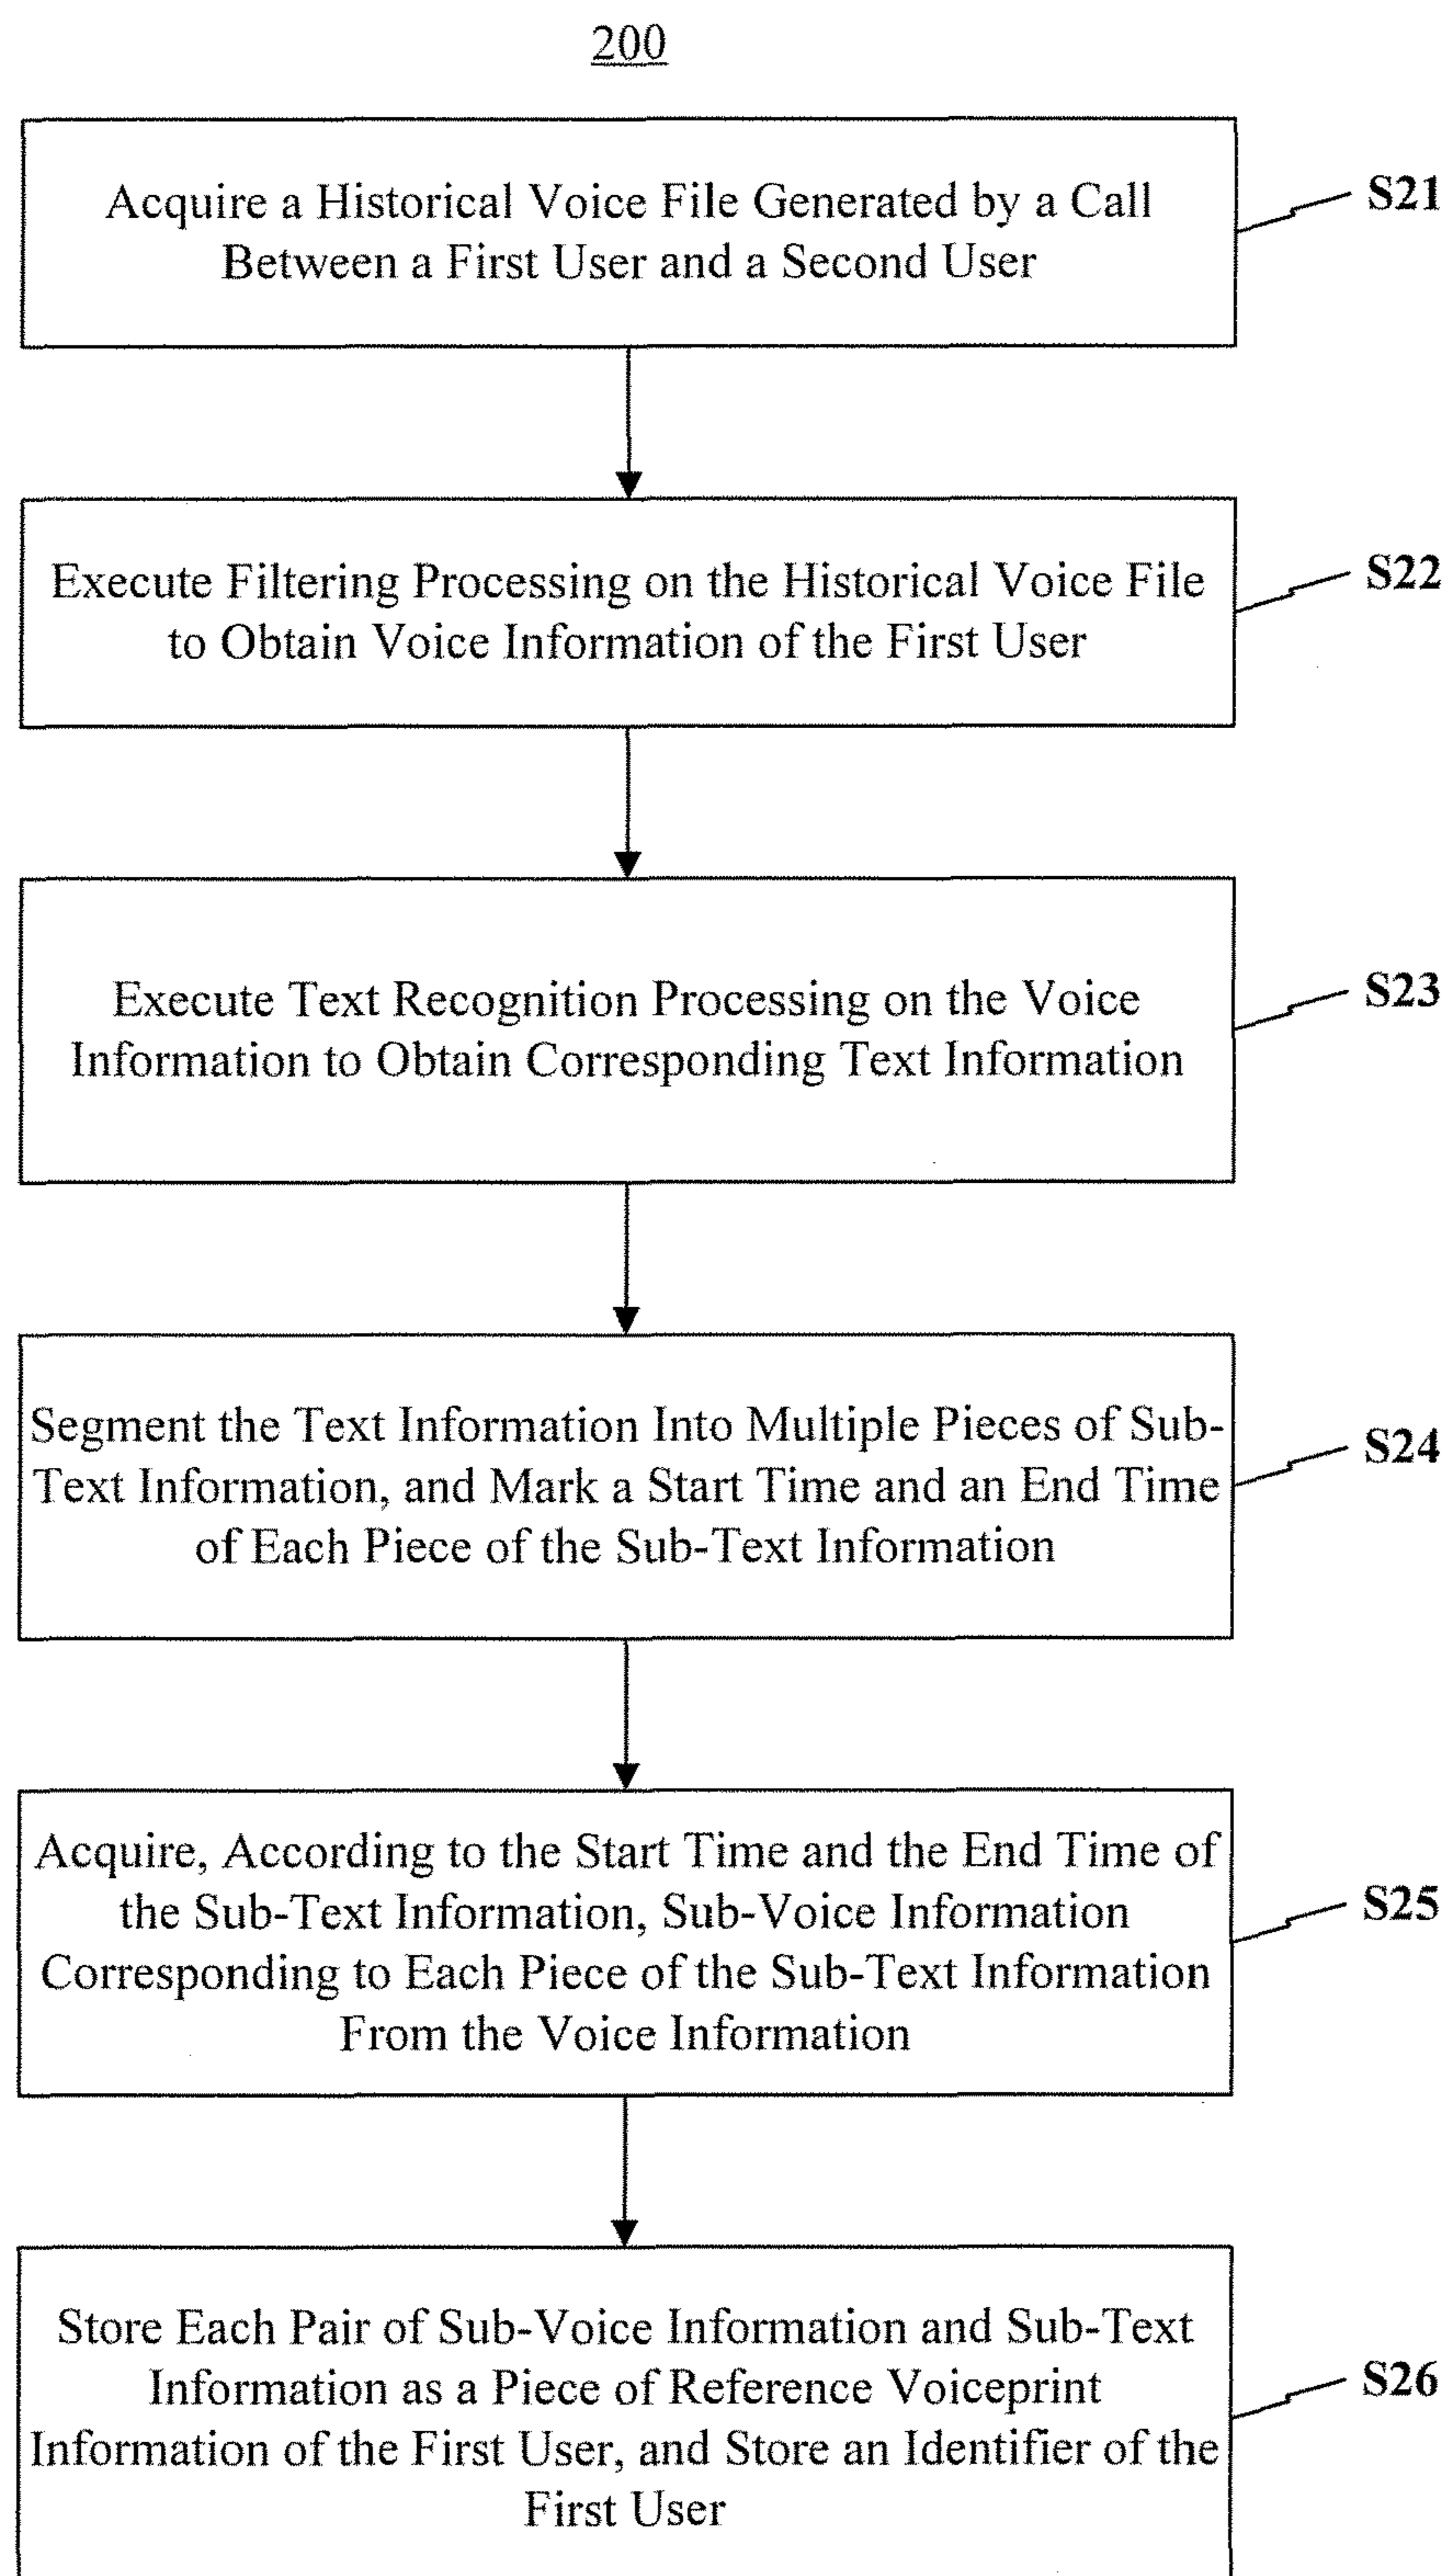 200
Acquire a Historical Voice File Generated by a Call
Between a First User and a Second User
S21
Execute Filtering Processing on the Historical Voice File
to Obtain Voice Information of the First User
S22
Execute Text Recognition Processing on the Voice
Information to Obtain Corresponding Text Information
S23
Segment the Text Information Into Multiple Pieces of Sub-
Text Information, and Mark a Start Time and an End Time
of Each Piece of the Sub-Text Information
S24
Acquire, According to the Start Time and the End Time of
the Sub-Text Information, Sub-Voice Information
Corresponding to Each Piece of the Sub-Text Information
From the Voice Information
S25
Store Each Pair of Sub-Voice Information and Sub-Text
Information as a Piece of Reference Voiceprint
Information of the First User, and Store an Identifier of the
First User
S26